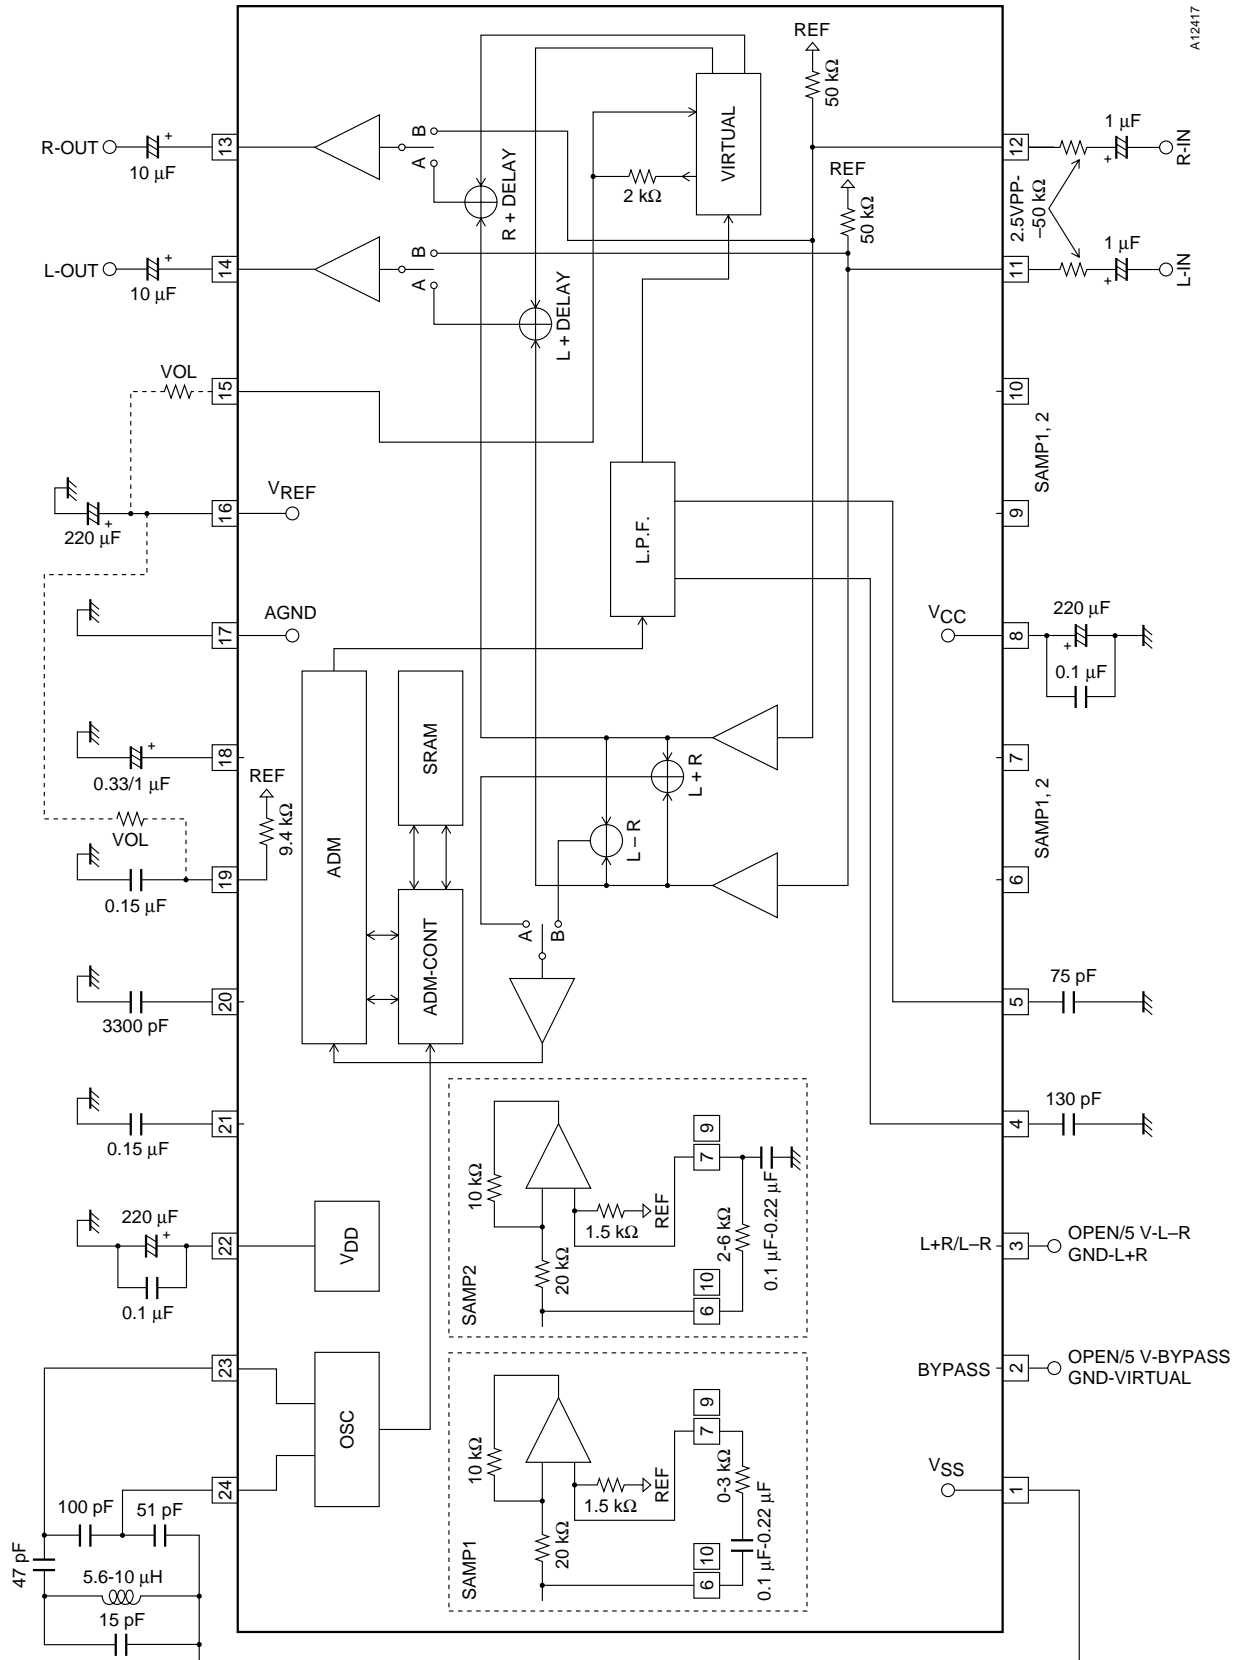 A12417
REF
50 kΩ
REF
50 kΩ
R-OUT
10 µF
13
A
B
R + DELAY
2 kΩ
VIRTUAL
12
2.5VPP-
–50 kΩ
1 µF
R-IN
L-OUT
10 µF
14
A
B
L + DELAY
11
1 µF
L-IN
VOL
15
10
SAMP1, 2
9
220 µF
16
VREF
L.P.F.
17
AGND
VCC
8
220 µF
0.1 µF
0.33/1 µF
18
REF
9.4 kΩ
ADM
SRAM
L + R
L – R
7
SAMP1, 2
6
VOL
0.15 µF
19
ADM-CONT
A
B
3300 pF
20
5
75 pF
0.15 µF
21
4
130 pF
10 kΩ
20 kΩ
1.5 kΩ
REF
7
9
2-6 kΩ
0.1 µF-0.22 µF
6
10
SAMP2
220 µF
0.1 µF
22
VDD
L+R/L–R
3
OPEN/5 V-L–R
GND-L+R
23
OSC
BYPASS
2
OPEN/5 V-BYPASS
GND-VIRTUAL
10 kΩ
20 kΩ
1.5 kΩ
REF
7
9
0-3 kΩ
0.1 µF-0.22 µF
6
10
SAMP1
24
VSS
1
100 pF
51 pF
47 pF
5.6-10 µH
15 pF